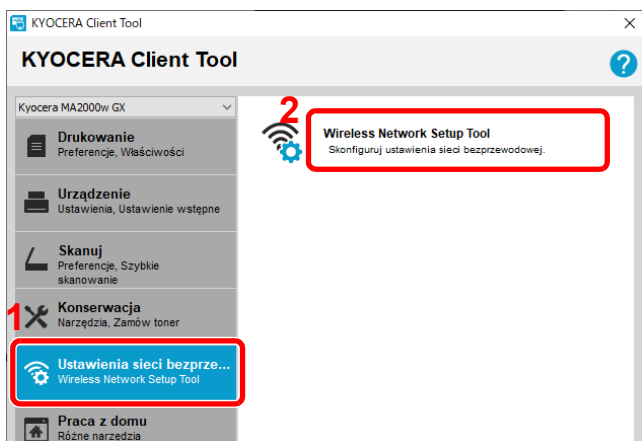 KYOCERA Client Tool
KYOCERA Client Tool
?
Kyocera MA2000w GX
Drukowanie
Preferencje, Właściwości
Urządzenie
Ustawienia, Ustawienie wstępne
Skanuj
Preferencje, Szybkie
skanowanie
1
Konserwacja
Narzędzia, Zamów toner
Ustawienia sieci bezprze...
Wireless Network Setup Tool
Praca z domu
Różne narzędzia
2
Wireless Network Setup Tool
Skonfiguruj ustawienia sieci bezprzewodowej.